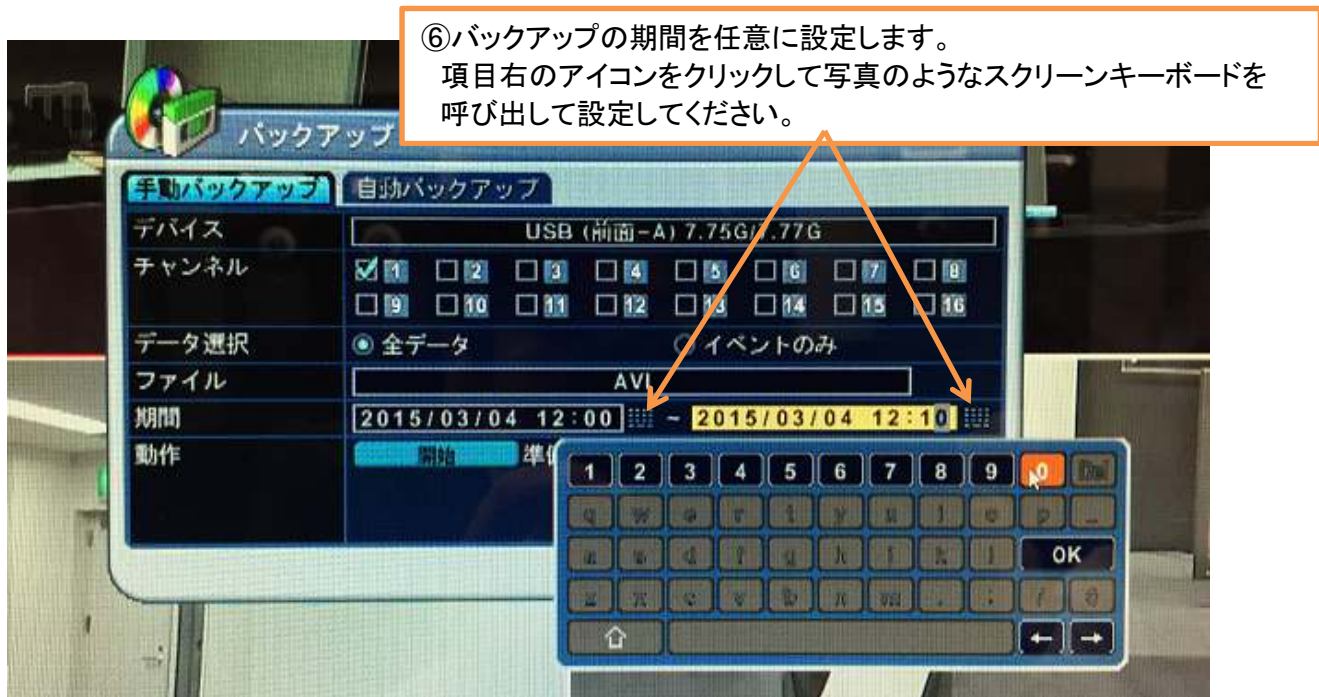 ⑥バックアップの期間を任意に設定します。
項目右のアイコンをクリックして写真のようなスクリーンキーボードを
呼び出して設定してください。
バックアップ
手動バックアップ 自動バックアップ
デバイス USB (前面-A) 7.75G/7.77G
チャンネル 1 2 3 4 5 6 7 8
9 10 11 12 13 14 15 16
データ選択 全データ イベントのみ
ファイル AVI
期間 2015/03/04 12:00 ~ 2015/03/04 12:10
動作 開始 準備
1 2 3 4 5 6 7 8 9 0
OK
← →